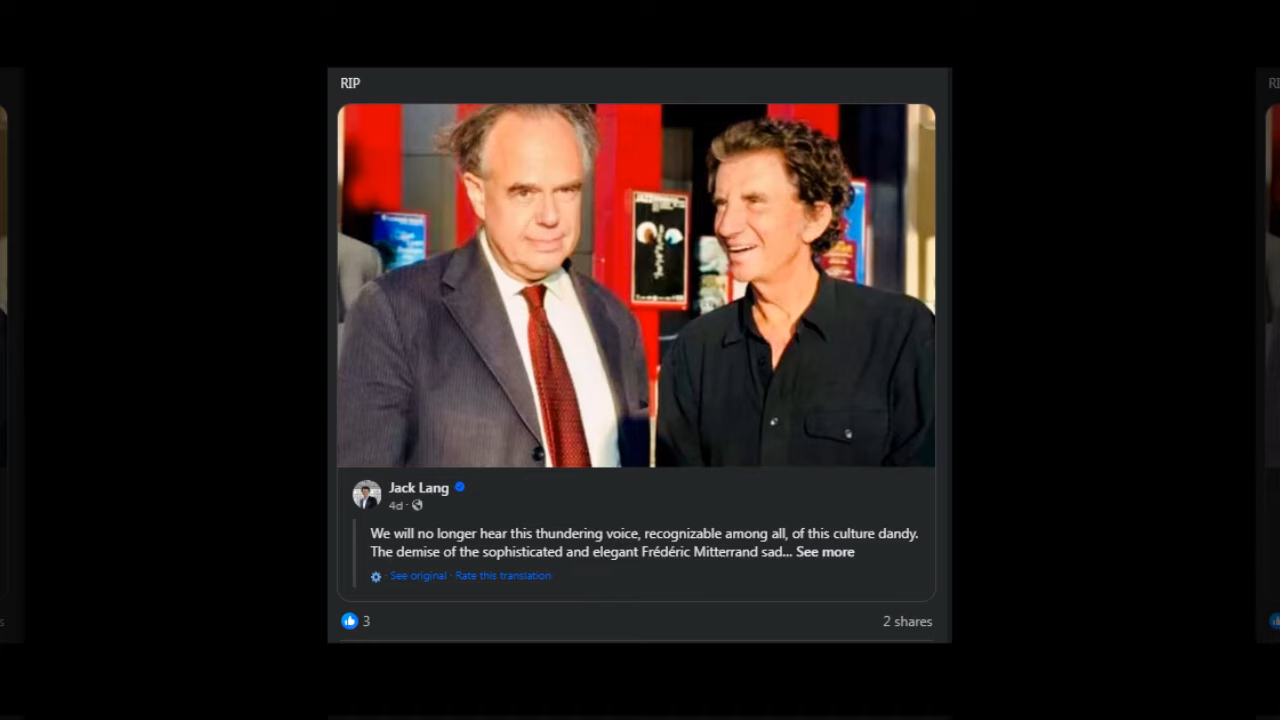 RIP
Jack Lang
4d ·
We will no longer hear this thundering voice, recognizable among all, of this culture dandy.
The demise of the sophisticated and elegant Frédéric Mitterrand sad... See more
· See original · Rate this translation
3
2 shares